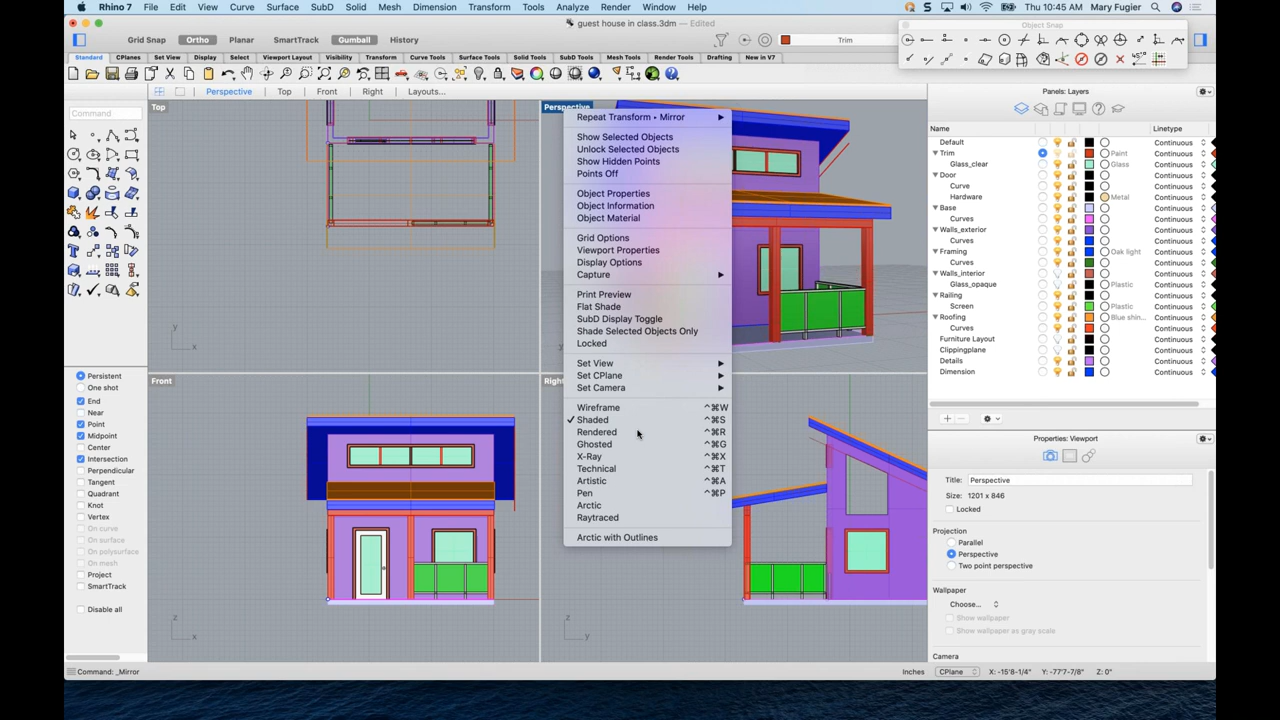 Rhino 7 File Edit View Curve Surface SubD Solid Mesh Dimension Transform Tools Analyze Render Window Help Thu 10:45 AM Mary Fugier
guest house in class.3dm — Edited
Object Snap
Grid Snap Ortho Planar SmartTrack Gumball History Trim
Standard CPlanes Set View Display Select Viewport Layout Visibility Transform Curve Tools Surface Tools Solid Tools SubD Tools Mesh Tools Render Tools Drafting New in V7
Perspective Top Front Right Layouts... Panels: Layers
Command
Top
Perspective
Repeat Transform • Mirror
Show Selected Objects
Unlock Selected Objects
Show Hidden Points
Points Off
Object Properties
Object Information
Object Material
Grid Options
Viewport Properties
Display Options
Capture
Print Preview
Flat Shade
SubD Display Toggle
Shade Selected Objects Only
Locked
Set View
Set CPlane
Set Camera
Wireframe ^⌘W
Shaded ^⌘S
Rendered ^⌘R
Ghosted ^⌘G
X-Ray ^⌘X
Technical ^⌘T
Artistic ^⌘A
Pen ^⌘P
Arctic
Raytraced
Arctic with Outlines
Name Linetype
Default Continuous
Trim Paint Continuous
Glass_clear Glass Continuous
Door Continuous
Curve Continuous
Hardware Metal Continuous
Base Continuous
Curves Continuous
Walls_exterior Continuous
Curves Continuous
Framing Oak light Continuous
Curves Continuous
Walls_interior Continuous
Glass_opaque Plastic Continuous
Railing Continuous
Screen Plastic Continuous
Roofing Blue shin... Continuous
Curves Continuous
Furniture Layout Continuous
Clippingplane Continuous
Details Continuous
Dimension Continuous
y
x
Front
Right
z
x
z
y
Persistent
One shot
End
Near
Point
Midpoint
Center
Intersection
Perpendicular
Tangent
Quadrant
Knot
Vertex
On curve
On surface
On polysurface
On mesh
Project
SmartTrack
Disable all
Properties: Viewport
Title: Perspective
Size: 1201 x 846
Locked
Projection
Parallel
Perspective
Two point perspective
Wallpaper
Choose...
Show wallpaper
Show wallpaper as gray scale
Camera
Command: _Mirror Inches CPlane X: -15'8-1/4" Y: -77'7-7/8" Z: 0"